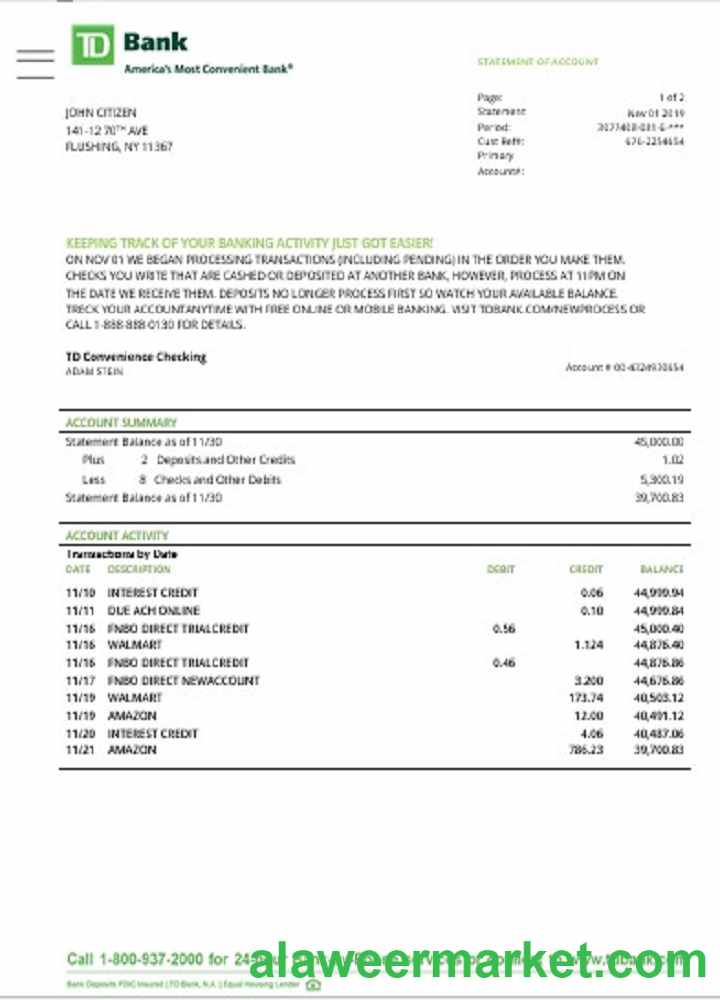 TD Bank
America's Most Convenient Bank®
STATEMENT OF ACCOUNT
JOHN CITIZEN
141-12 70TH AVE
FLUSHING, NY 11367
Page: 1 of 2
Statement Nov 01 2019
Period:
Cust Ref#: 676-2254654
Primary
Account#:
KEEPING TRACK OF YOUR BANKING ACTIVITY JUST GOT EASIER!
ON NOV 01 WE BEGAN PROCESSING TRANSACTIONS (INCLUDING PENDING) IN THE ORDER YOU MAKE THEM.
CHECKS YOU WRITE THAT ARE CASHED OR DEPOSITED AT ANOTHER BANK, HOWEVER, PROCESS AT 11PM ON
THE DATE WE RECEIVE THEM. DEPOSITS NO LONGER PROCESS FIRST SO WATCH YOUR AVAILABLE BALANCE.
TRECK YOUR ACCOUNTANYTIME WITH FREE ONLINE OR MOBILE BANKING. VISIT TDBANK.COM/NEWPROCESS OR
CALL 1-888-888-0130 FOR DETAILS.
TD Convenience Checking
ADAM STEIN
Account #
ACCOUNT SUMMARY
Statement Balance as of 11/30 45,000.00
Plus 2 Deposits and Other Credits 1.02
Less 8 Checks and Other Debits 5,300.19
Statement Balance as of 11/30 39,700.83
ACCOUNT ACTIVITY
Transactions by Date
DATE DESCRIPTION DEBIT CREDIT BALANCE
11/10 INTEREST CREDIT 0.06 44,999.94
11/11 DUE ACH ONLINE 0.10 44,999.84
11/16 FNBO DIRECT TRIALCREDIT 0.56 45,000.40
11/16 WALMART 1.124 44,876.40
11/16 FNBO DIRECT TRIALCREDIT 0.46 44,876.86
11/17 FNBO DIRECT NEWACCOUNT 3.200 44,676.86
11/19 WALMART 173.74 40,503.12
11/19 AMAZON 12.00 40,491.12
11/20 INTEREST CREDIT 4.06 40,487.06
11/21 AMAZON 786.23 39,700.83
Call 1-800-937-2000 for
alaweermarket.com
Bank Deposits FDIC Insured | TD Bank, N.A. | Equal Housing Lender